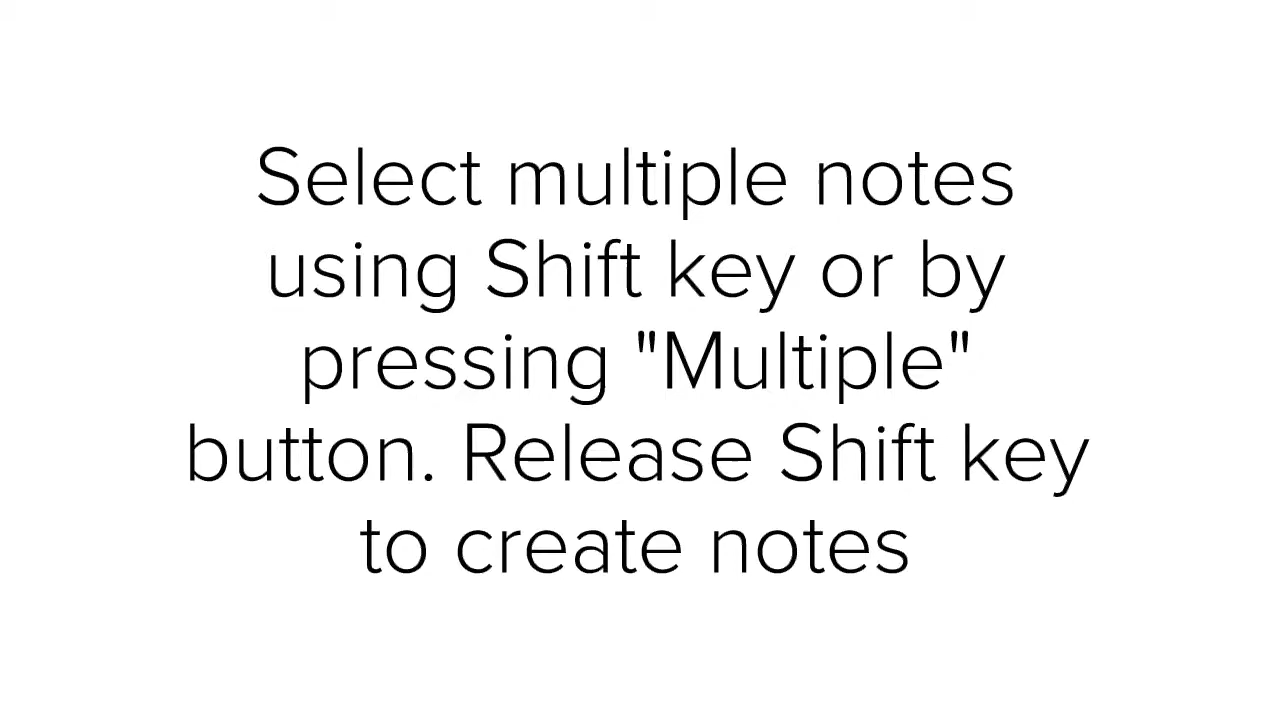 Select multiple notes
using Shift key or by
pressing "Multiple"
button. Release Shift key
to create notes